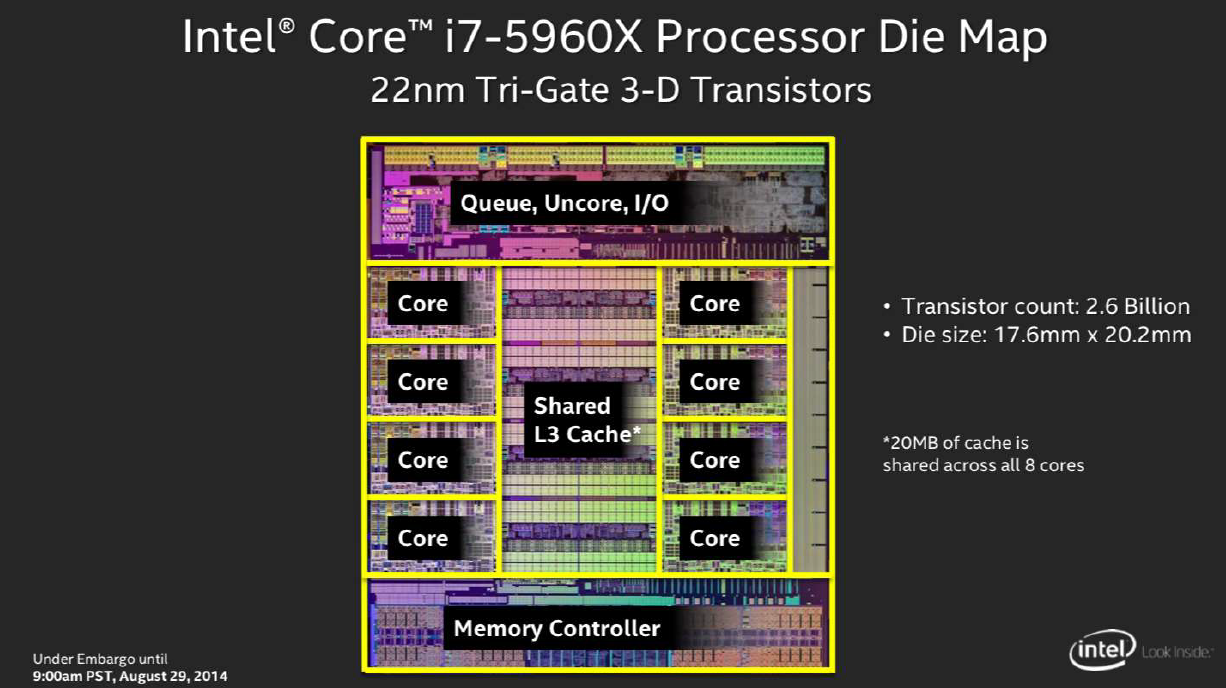 Intel® Core™ i7-5960X Processor Die Map
22nm Tri-Gate 3-D Transistors
Queue, Uncore, I/O
Core
Core
Core
Core
Shared
L3 Cache*
Core
Core
Core
Core
Memory Controller
• Transistor count: 2.6 Billion
• Die size: 17.6mm x 20.2mm
*20MB of cache is
shared across all 8 cores
Under Embargo until
9:00am PST, August 29, 2014
intel Look Inside.™